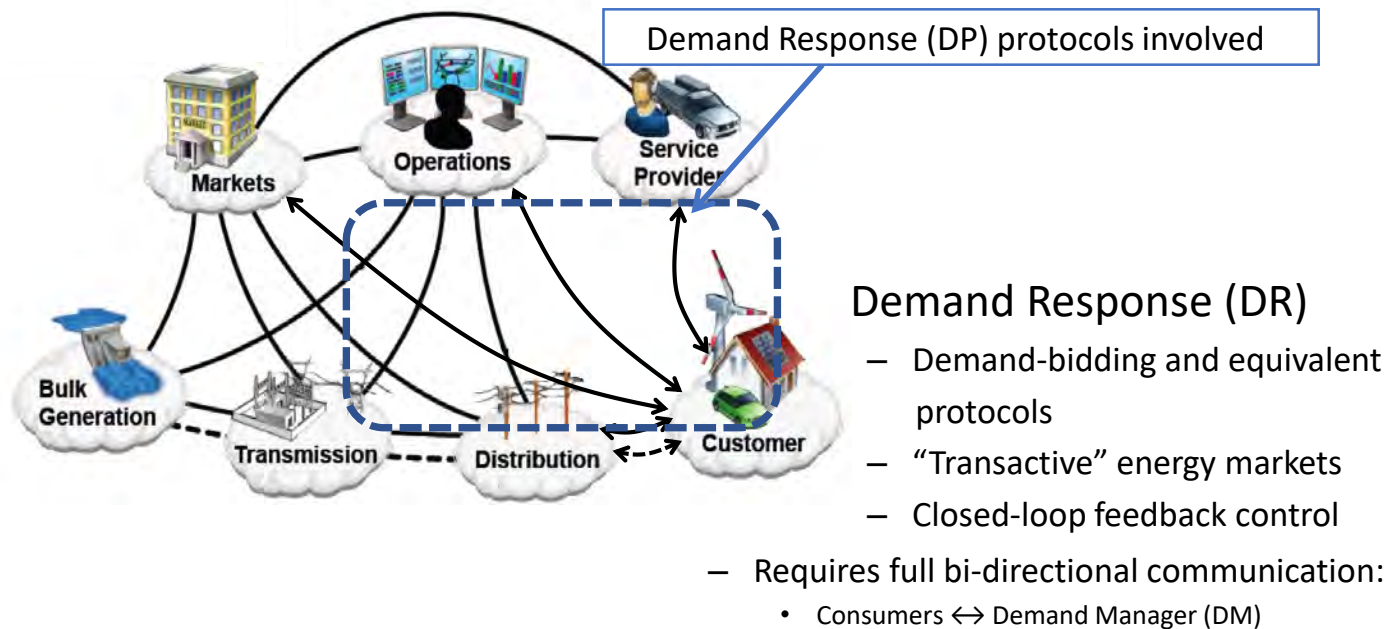 Demand Response (DP) protocols involved
Markets
Operations
Service
Provider
Bulk
Generation
Transmission
Distribution
Customer
Demand Response (DR)
– Demand-bidding and equivalent
protocols
– “Transactive” energy markets
– Closed-loop feedback control
– Requires full bi-directional communication:
• Consumers ↔ Demand Manager (DM)